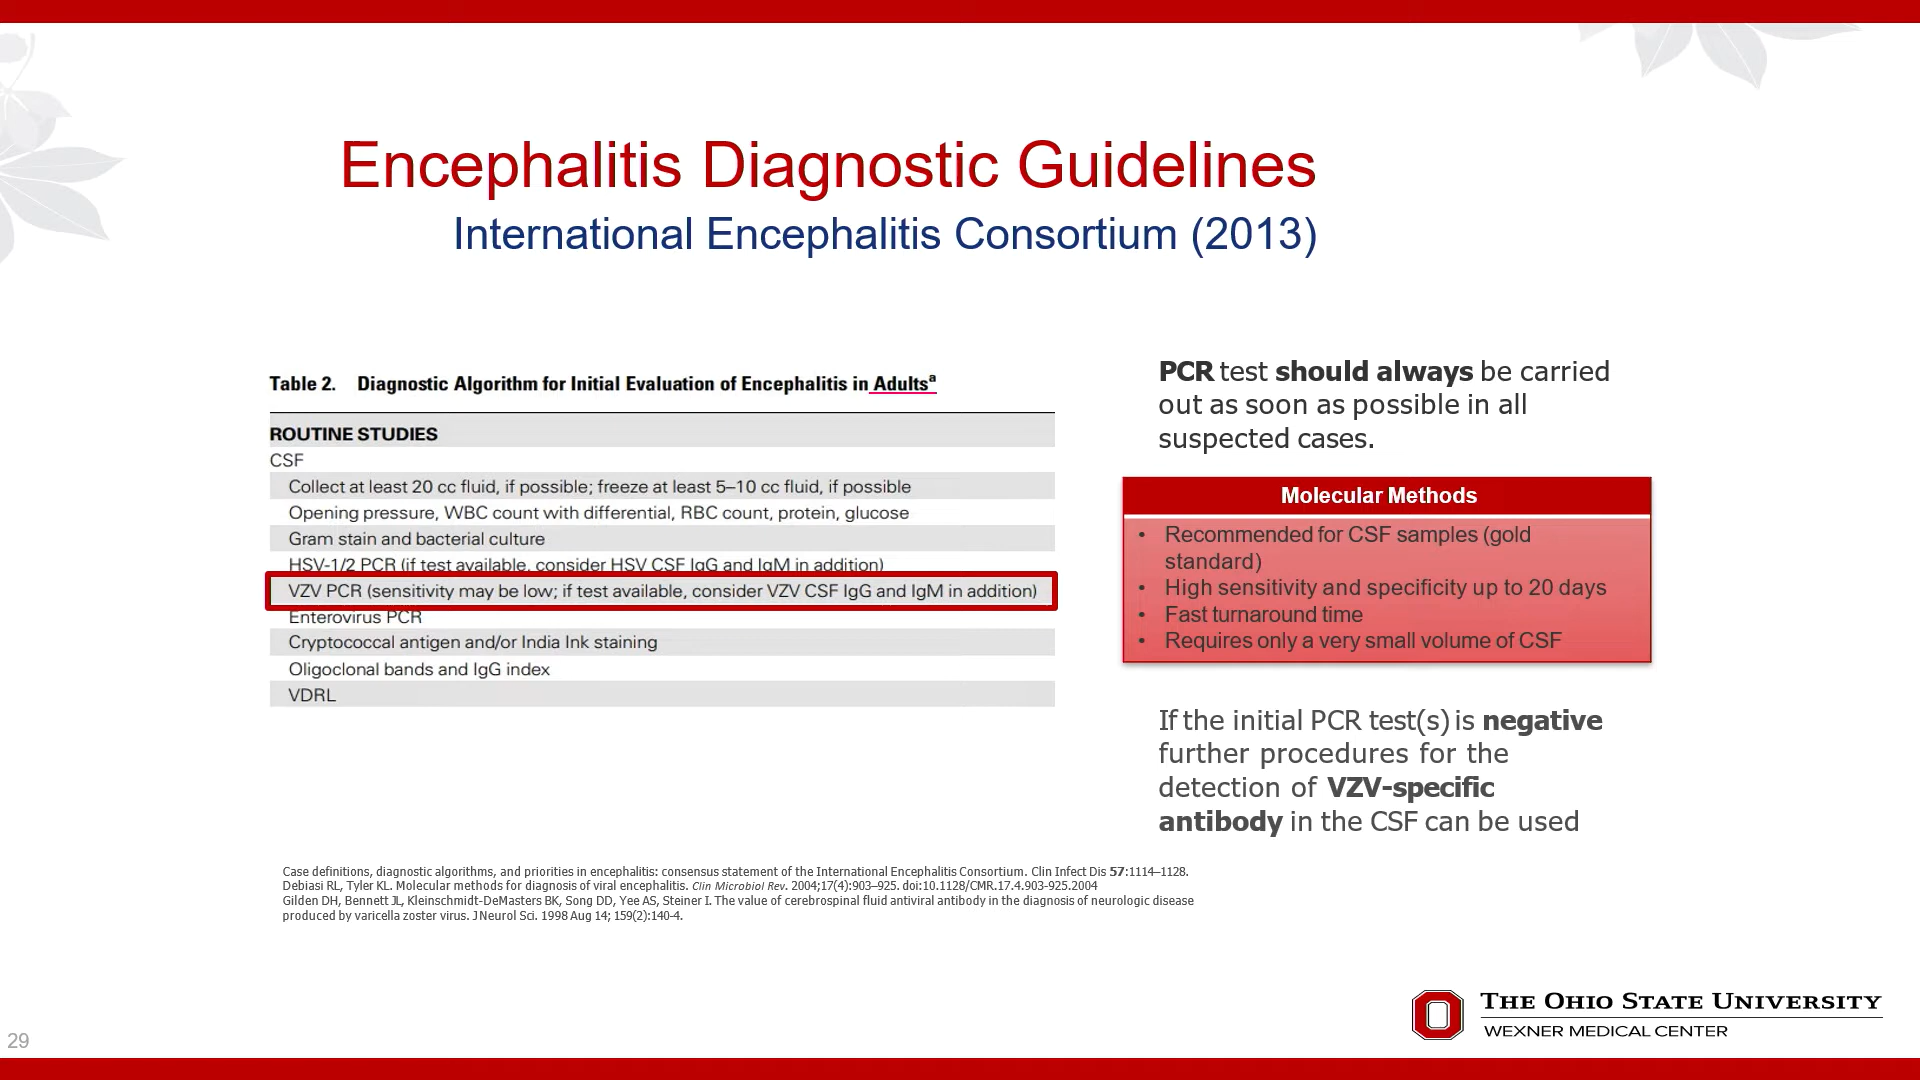 Encephalitis Diagnostic Guidelines
International Encephalitis Consortium (2013)
Table 2. Diagnostic Algorithm for Initial Evaluation of Encephalitis in Adultsa
ROUTINE STUDIES
CSF
Collect at least 20 cc fluid, if possible; freeze at least 5–10 cc fluid, if possible
Opening pressure, WBC count with differential, RBC count, protein, glucose
Gram stain and bacterial culture
HSV-1/2 PCR (if test available, consider HSV CSF IgG and IgM in addition)
VZV PCR (sensitivity may be low; if test available, consider VZV CSF IgG and IgM in addition)
Enterovirus PCR
Cryptococcal antigen and/or India Ink staining
Oligoclonal bands and IgG index
VDRL
PCR test should always be carried
out as soon as possible in all
suspected cases.
Molecular Methods
• Recommended for CSF samples (gold
standard)
• High sensitivity and specificity up to 20 days
• Fast turnaround time
• Requires only a very small volume of CSF
If the initial PCR test(s) is negative
further procedures for the
detection of VZV-specific
antibody in the CSF can be used
Case definitions, diagnostic algorithms, and priorities in encephalitis: consensus statement of the International Encephalitis Consortium. Clin Infect Dis 57:1114–1128.
Debiasi RL, Tyler KL. Molecular methods for diagnosis of viral encephalitis. Clin Microbiol Rev. 2004;17(4):903–925. doi:10.1128/CMR.17.4.903-925.2004
Gilden DH, Bennett JL, Kleinschmidt-DeMasters BK, Song DD, Yee AS, Steiner I. The value of cerebrospinal fluid antiviral antibody in the diagnosis of neurologic disease
produced by varicella zoster virus. J Neurol Sci. 1998 Aug 14; 159(2):140-4.
THE OHIO STATE UNIVERSITY
WEXNER MEDICAL CENTER
29